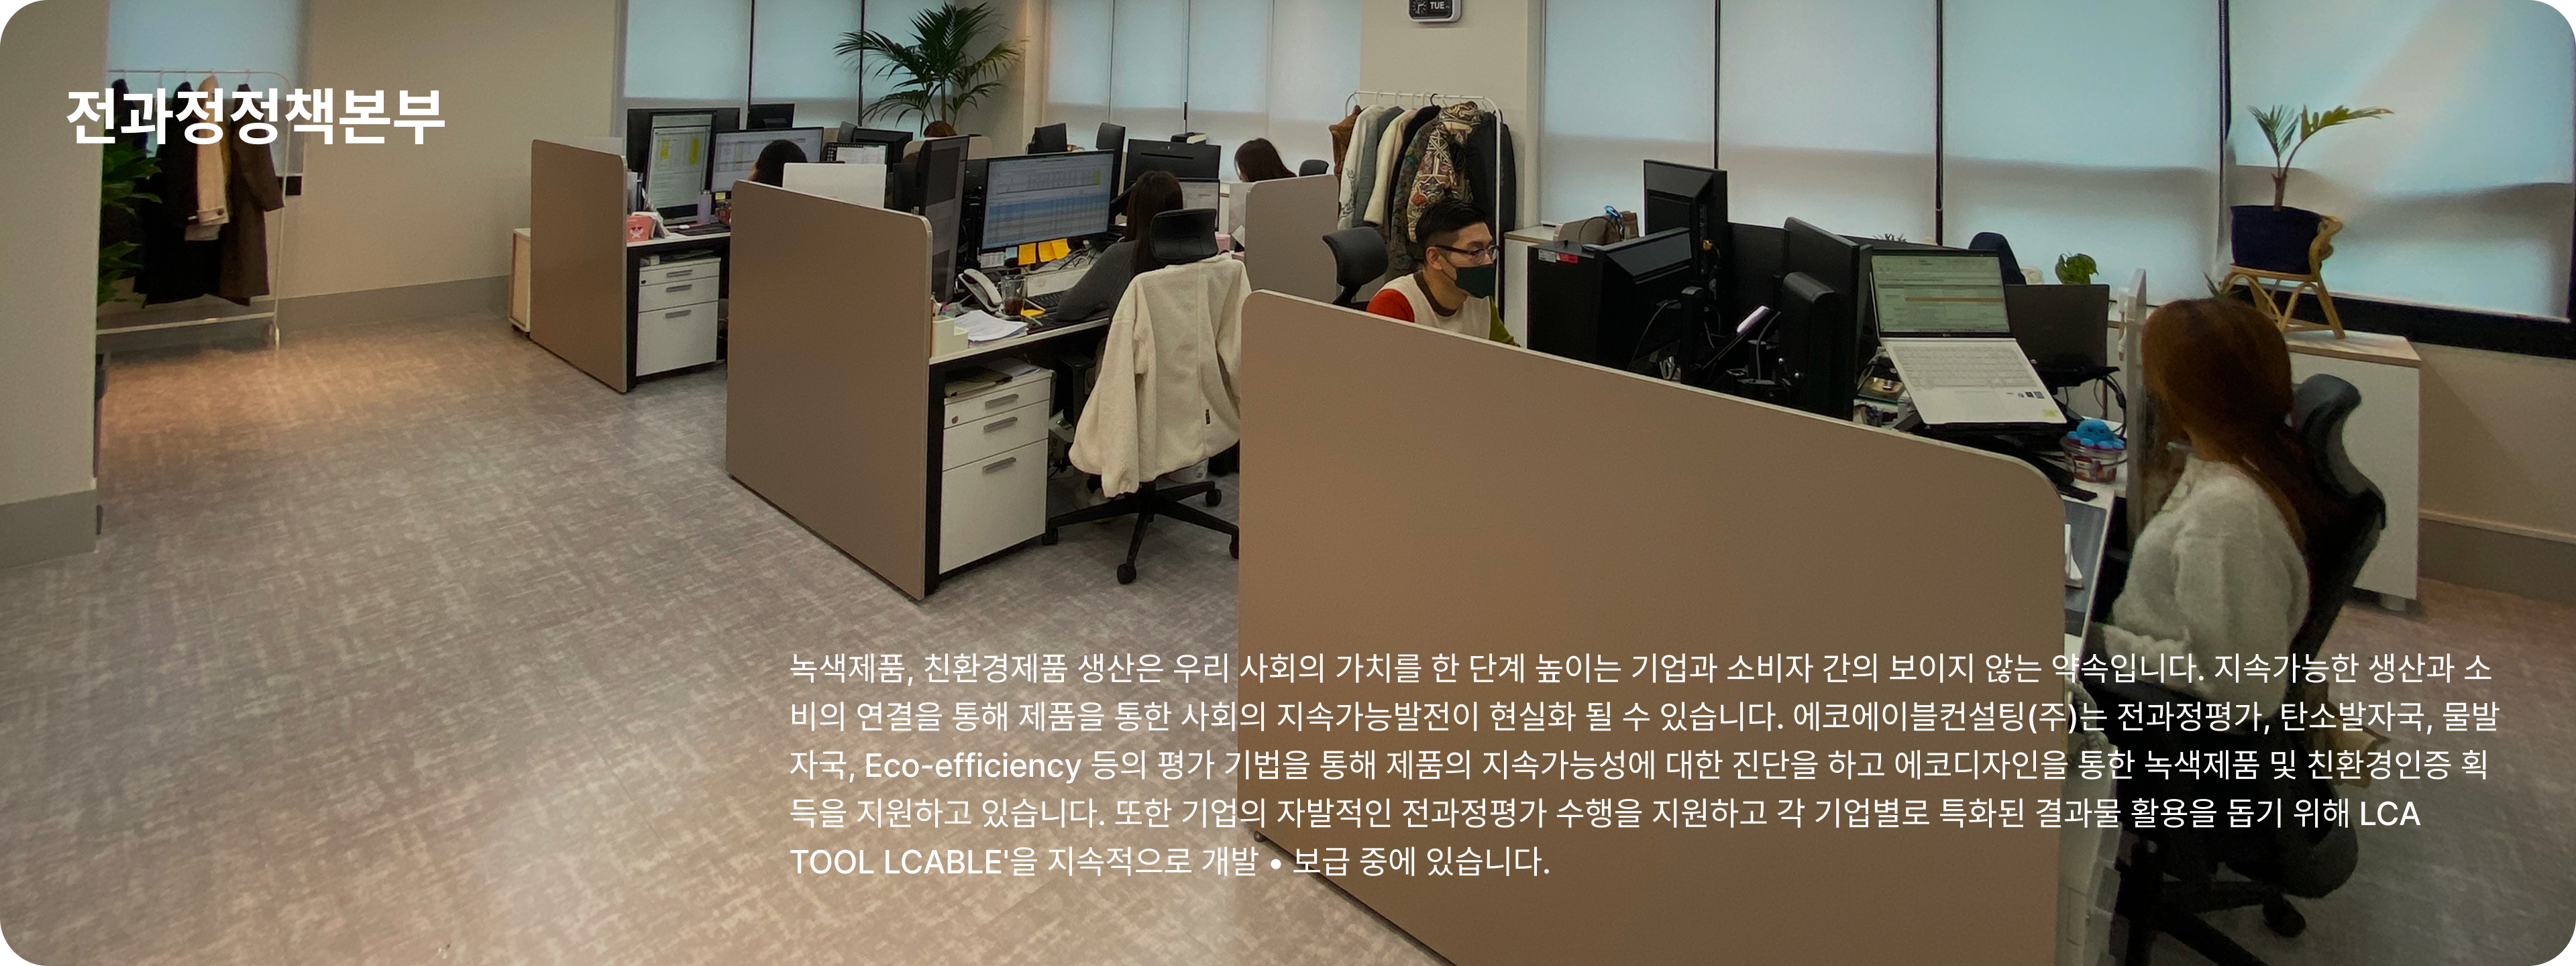 TUE
전과정정책본부
녹색제품, 친환경제품 생산은 우리 사회의 가치를 한 단계 높이는 기업과 소비자 간의 보이지 않는 약속입니다. 지속가능한 생산과 소
비의 연결을 통해 제품을 통한 사회의 지속가능발전이 현실화 될 수 있습니다. 에코에이블컨설팅(주)는 전과정평가, 탄소발자국, 물발
자국, Eco-efficiency 등의 평가 기법을 통해 제품의 지속가능성에 대한 진단을 하고 에코디자인을 통한 녹색제품 및 친환경인증 획
득을 지원하고 있습니다. 또한 기업의 자발적인 전과정평가 수행을 지원하고 각 기업별로 특화된 결과물 활용을 돕기 위해 LCA
TOOL LCABLE'을 지속적으로 개발 • 보급 중에 있습니다.